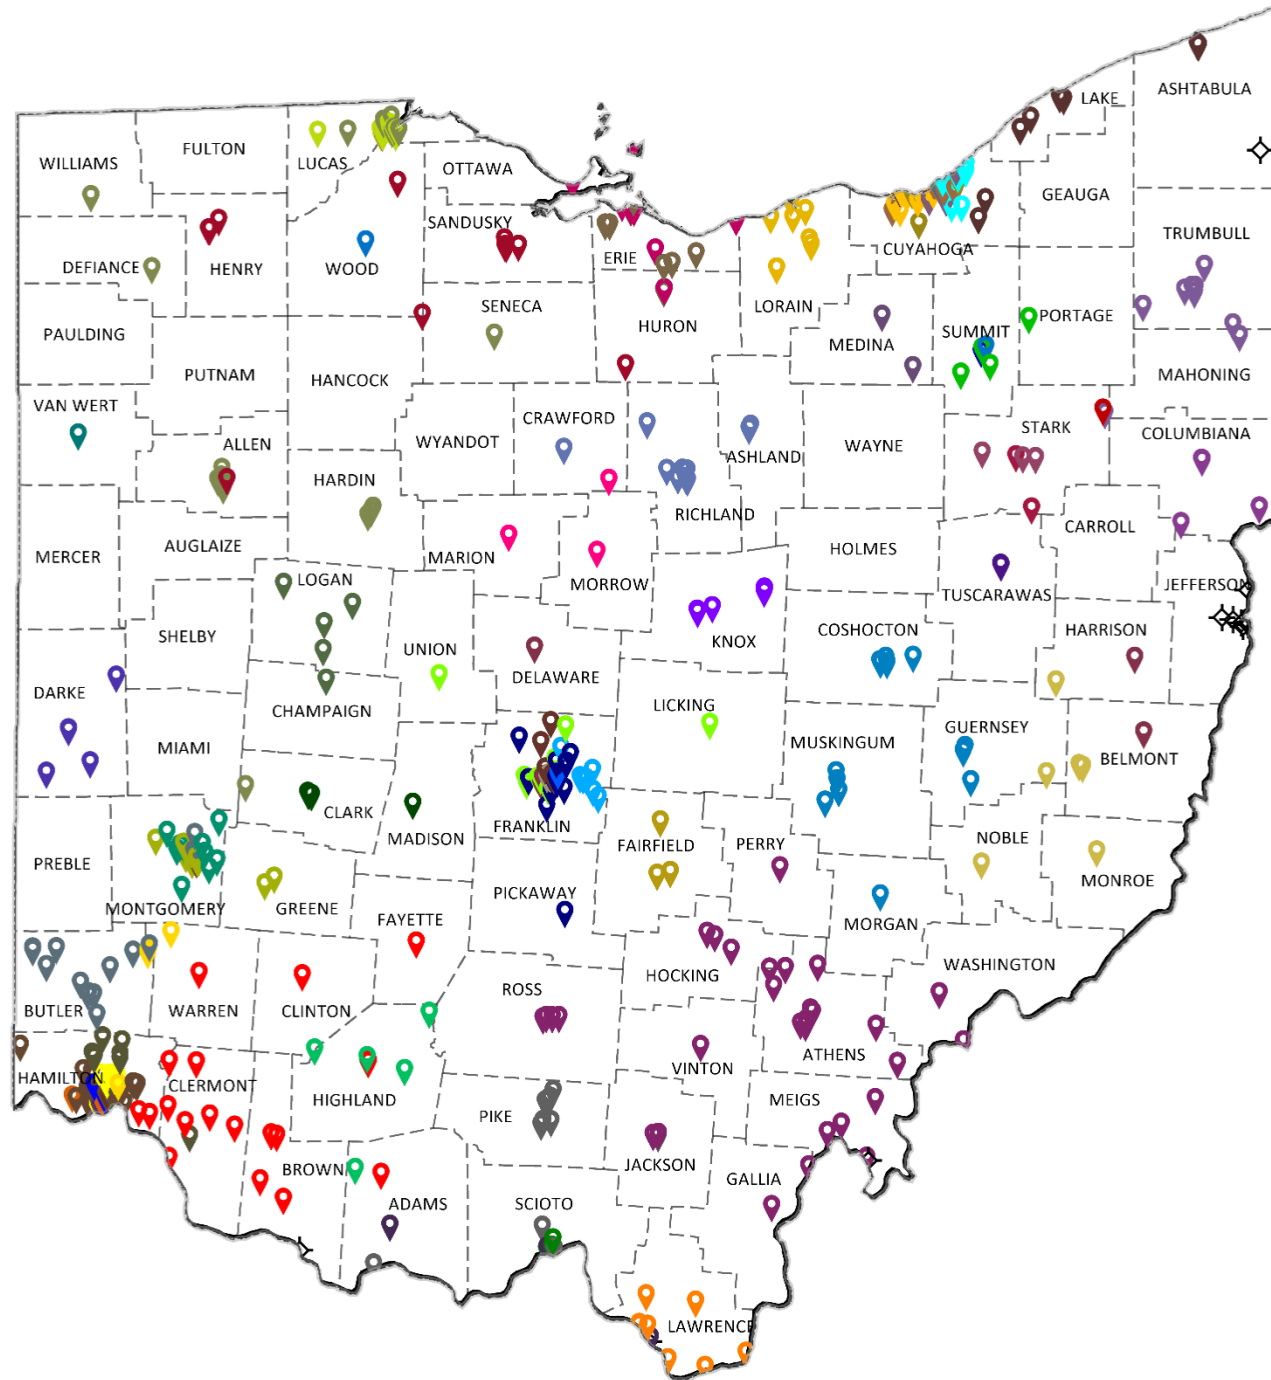 ASHTABULA
LAKE
FULTON
WILLIAMS
LUCAS
OTTAWA
GEAUGA
SANDUSKY
TRUMBULL
CUYAHOGA
ERIE
DEFIANCE
HENRY
WOOD
SENECA
LORAIN
PORTAGE
HURON
SUMMIT
PAULDING
MEDINA
PUTNAM
HANCOCK
MAHONING
VAN WERT
CRAWFORD
STARK
COLUMBIANA
ALLEN
WYANDOT
WAYNE
ASHLAND
HARDIN
RICHLAND
CARROLL
AUGLAIZE
HOLMES
MERCER
MARION
LOGAN
MORROW
JEFFERSON
TUSCARAWAS
SHELBY
COSHOCTON
HARRISON
KNOX
UNION
DELAWARE
DARKE
LICKING
CHAMPAIGN
GUERNSEY
MUSKINGUM
MIAMI
BELMONT
CLARK
FRANKLIN
MADISON
NOBLE
PERRY
FAIRFIELD
PREBLE
MONROE
PICKAWAY
MONTGOMERY
GREENE
FAYETTE
MORGAN
WASHINGTON
HOCKING
ROSS
BUTLER
WARREN
CLINTON
ATHENS
VINTON
HAMILTON
CLERMONT
HIGHLAND
MEIGS
PIKE
JACKSON
BROWN
GALLIA
ADAMS
SCIOTO
LAWRENCE